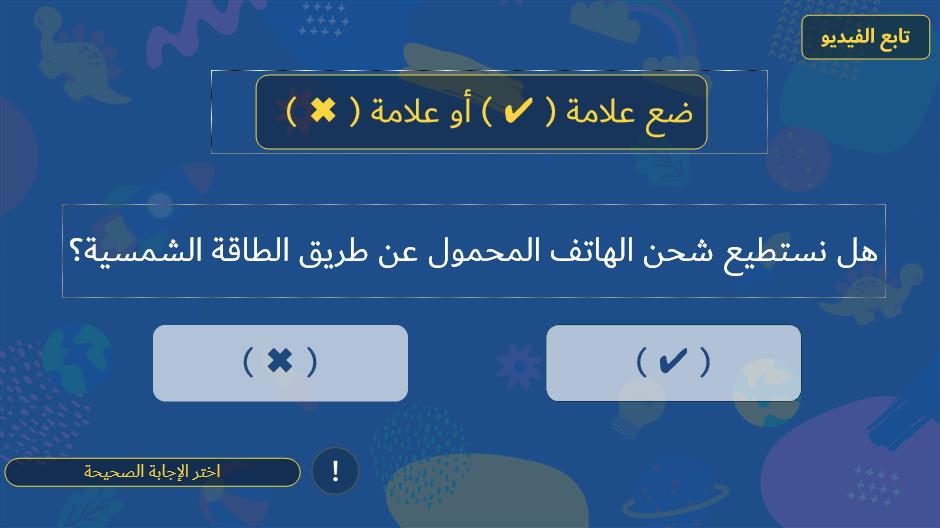 تابع الفيديو
ضع علامة ( ✔ ) أو علامة ( ✖ )
هل نستطيع شحن الهاتف المحمول عن طريق الطاقة الشمسية؟
( ✔ )
( ✖ )
!
اختر الإجابة الصحيحة